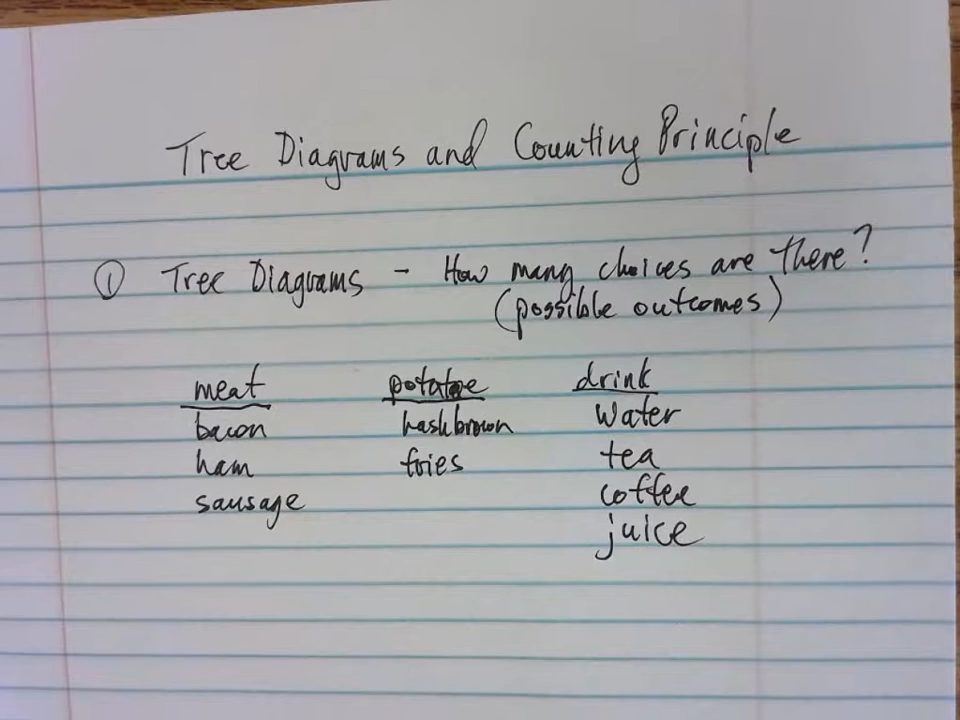 Tree Diagrams and Counting Principle
① Tree Diagrams - How many choices are there?
(possible outcomes)
meat potatoe drink
bacon hashbrown water
ham fries tea
sausage coffee
juice